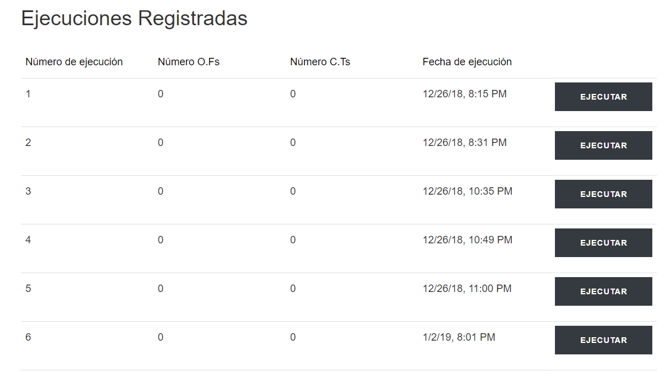 Ejecuciones Registradas
Número de ejecución Número O.Fs Número C.Ts Fecha de ejecución
1 0 0 12/26/18, 8:15 PM EJECUTAR
2 0 0 12/26/18, 8:31 PM EJECUTAR
3 0 0 12/26/18, 10:35 PM EJECUTAR
4 0 0 12/26/18, 10:49 PM EJECUTAR
5 0 0 12/26/18, 11:00 PM EJECUTAR
6 0 0 1/2/19, 8:01 PM EJECUTAR